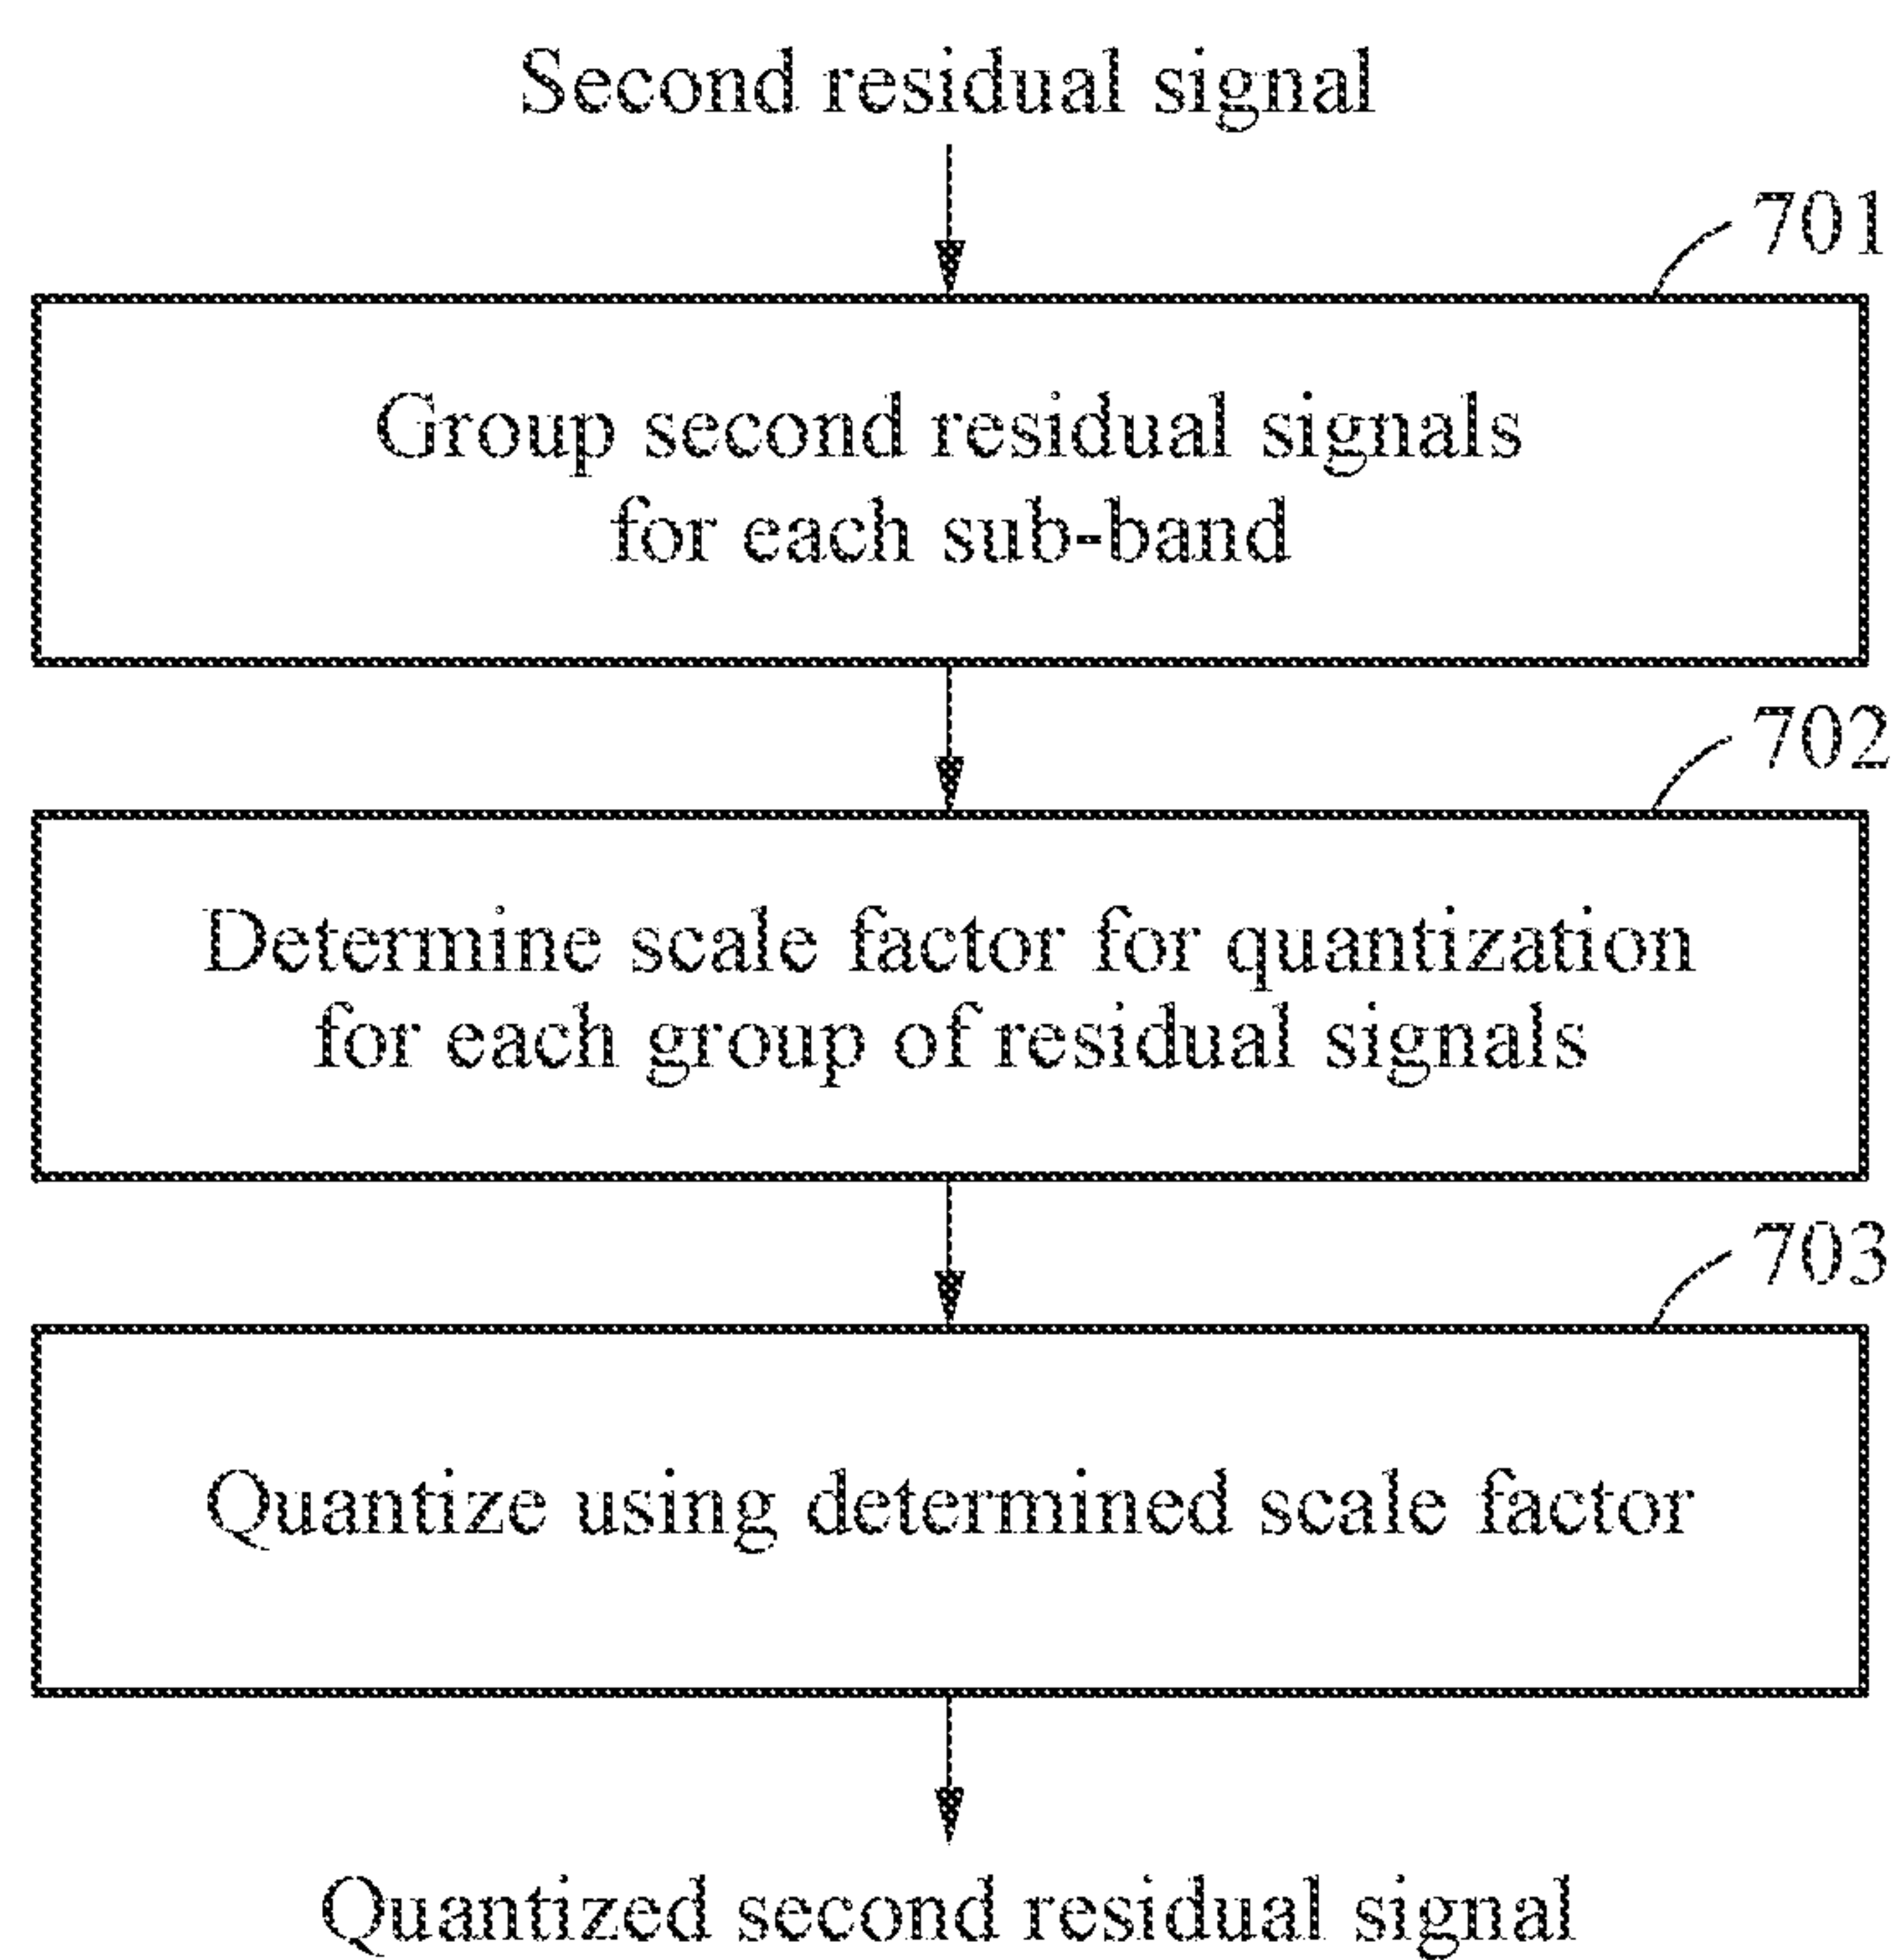 Second residual signal
701
Group second residual signals
for each sub-band
702
Determine scale factor for quantization
for each group of residual signals
703
Quantize using determined scale factor
Quantized second residual signal